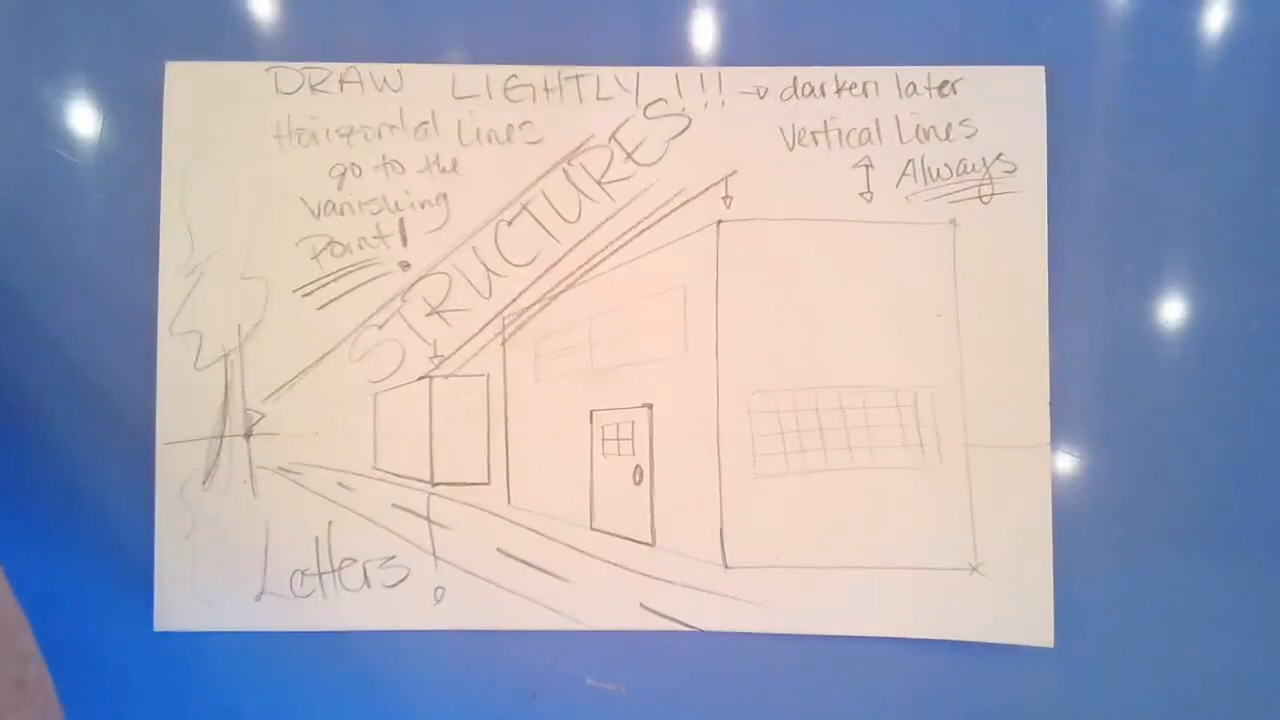 DRAW LIGHTLY!!! → darken later
Horizontal Lines
go to the
vanishing
Point!
Vertical Lines
↕ Always
STRUCTURES
Letters!